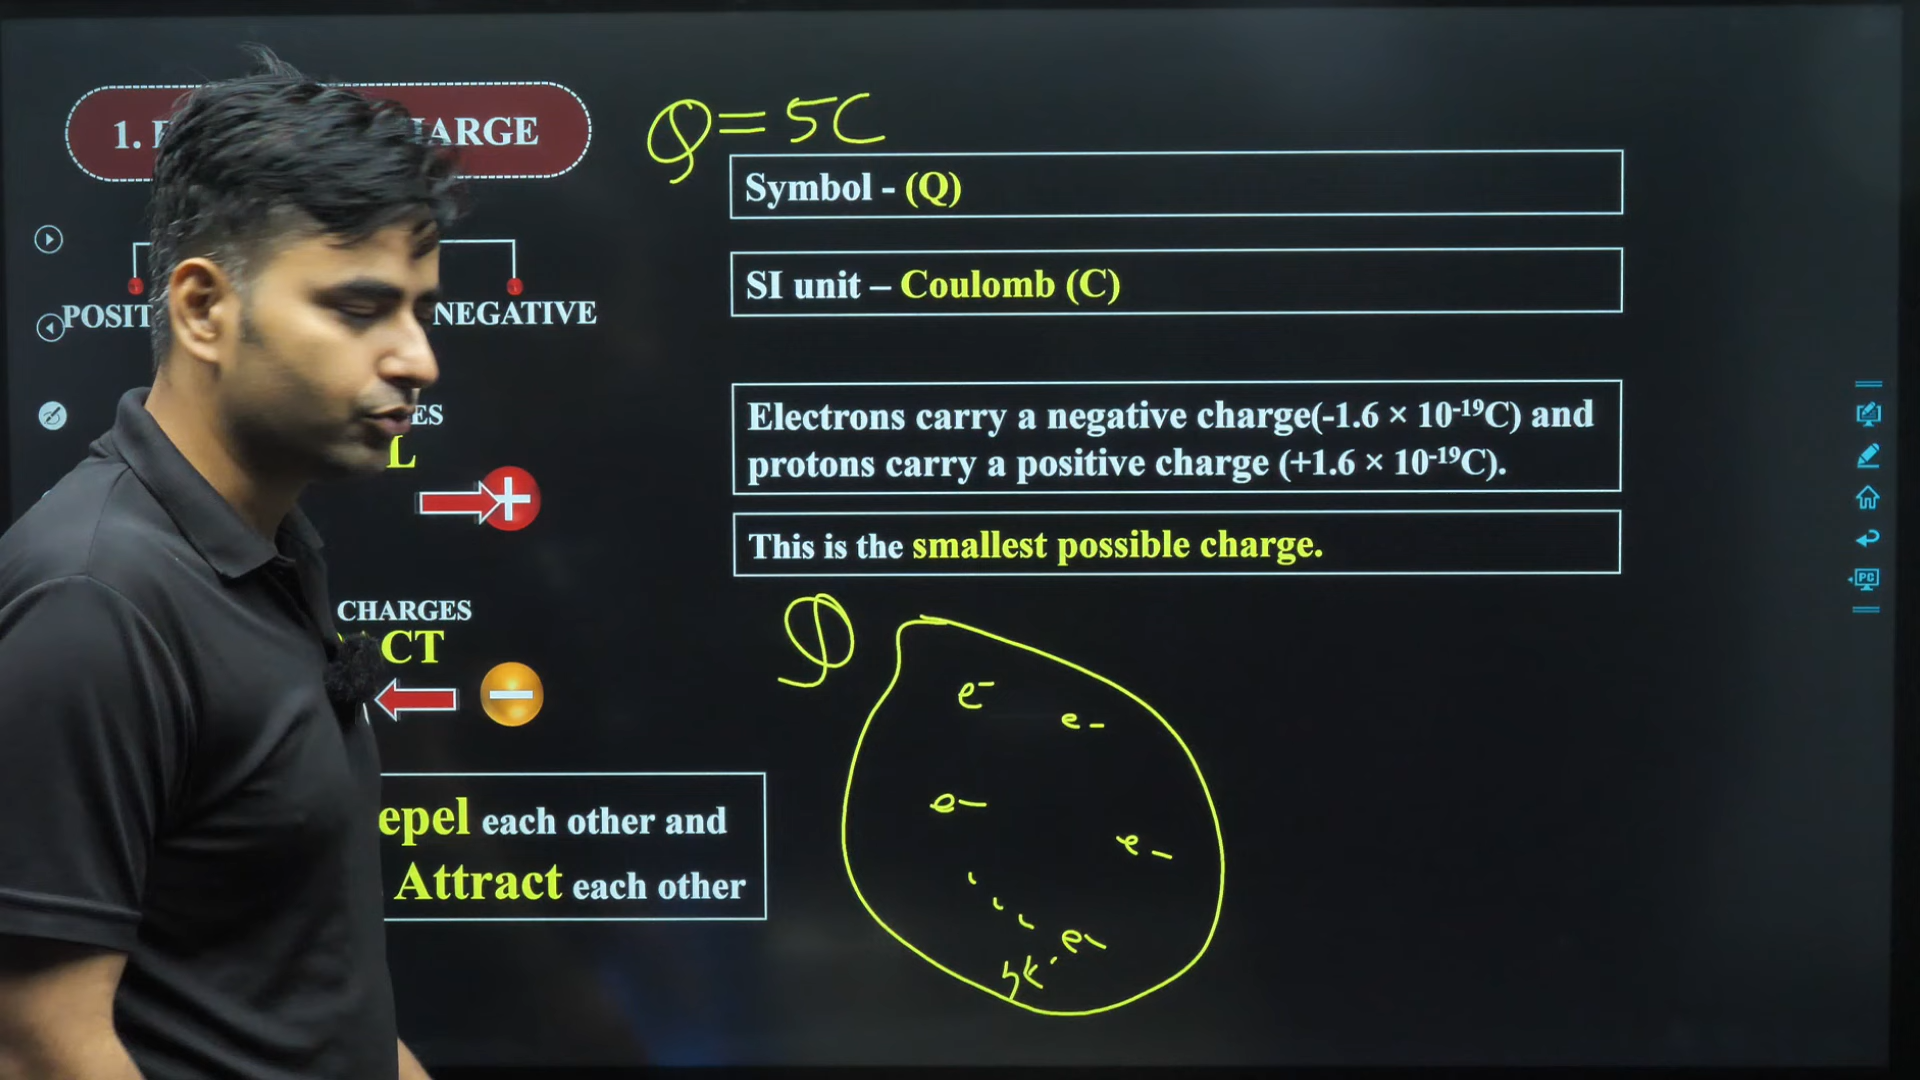 1. ARGE
Q = 5C
Symbol - (Q)
SI unit – Coulomb (C)
POSIT NEGATIVE
Electrons carry a negative charge(-1.6 × 10⁻¹⁹C) and
protons carry a positive charge (+1.6 × 10⁻¹⁹C).
This is the smallest possible charge.
ES
L
+
CHARGES
CT
−
epel each other and
Attract each other
Q
e⁻
e -
e -
e -
e -
PC